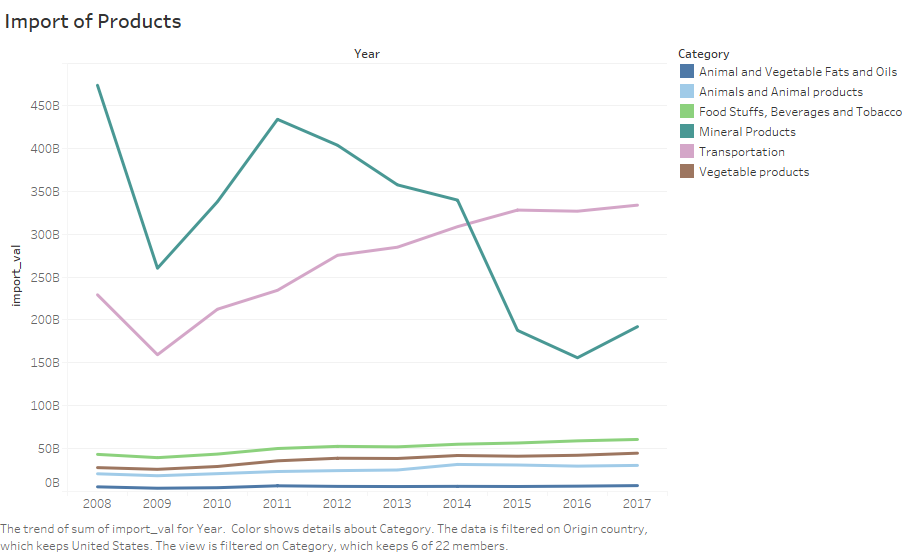 Import of Products
Year
Category
Animal and Vegetable Fats and Oils
Animals and Animal products
Food Stuffs, Beverages and Tobacco
Mineral Products
Transportation
Vegetable products
import_val
450B
400B
350B
300B
250B
200B
150B
100B
50B
0B
2008 2009 2010 2011 2012 2013 2014 2015 2016 2017
The trend of sum of import_val for Year. Color shows details about Category. The data is filtered on Origin country,
which keeps United States. The view is filtered on Category, which keeps 6 of 22 members.